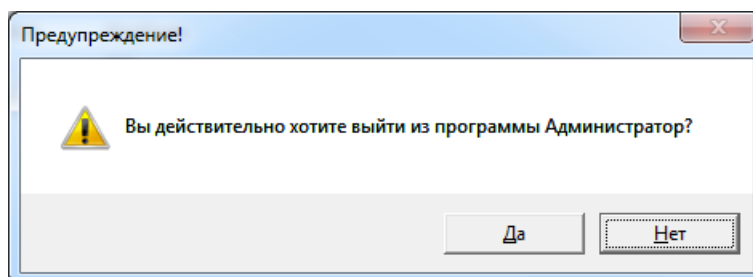 Предупреждение!
Вы действительно хотите выйти из программы Администратор?
Да
Нет